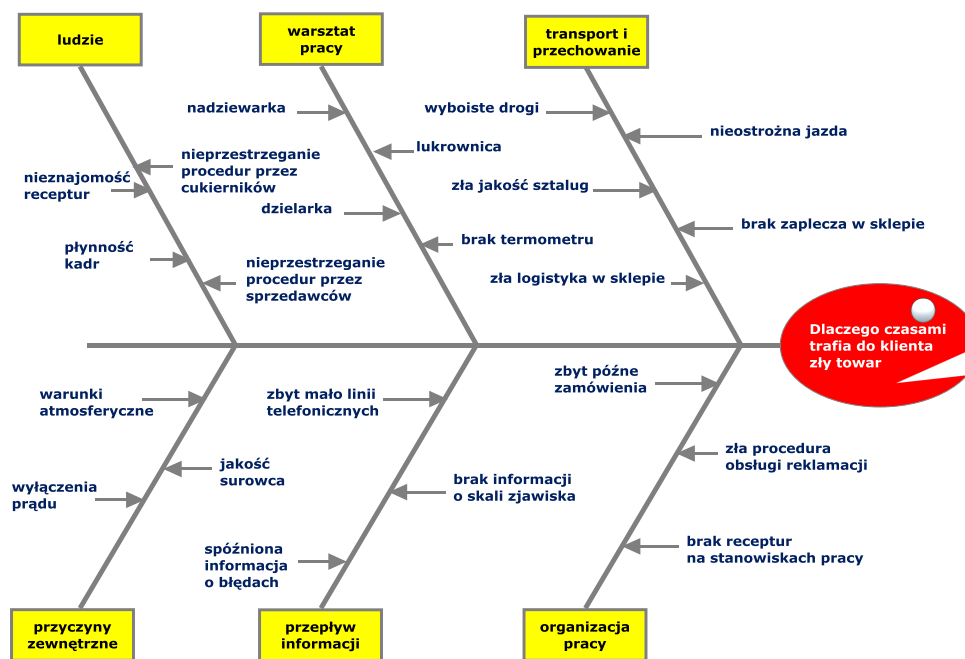 ludzie
warsztat
pracy
transport i
przechowanie
nadziewarka
wyboiste drogi
nieostrożna jazda
lukrownica
nieprzestrzeganie
procedur przez
cukierników
nieznajomość
receptur
zła jakość sztalug
dzielarka
brak zaplecza w sklepie
brak termometru
płynność
kadr
nieprzestrzeganie
procedur przez
sprzedawców
zła logistyka w sklepie
Dlaczego czasami
trafia do klienta
zły towar
zbyt późne
zamówienia
warunki
atmosferyczne
zbyt mało linii
telefonicznych
zła procedura
obsługi reklamacji
jakość
surowca
brak informacji
o skali zjawiska
wyłączenia
prądu
brak receptur
na stanowiskach pracy
spóźniona
informacja
o błędach
przyczyny
zewnętrzne
przepływ
informacji
organizacja
pracy